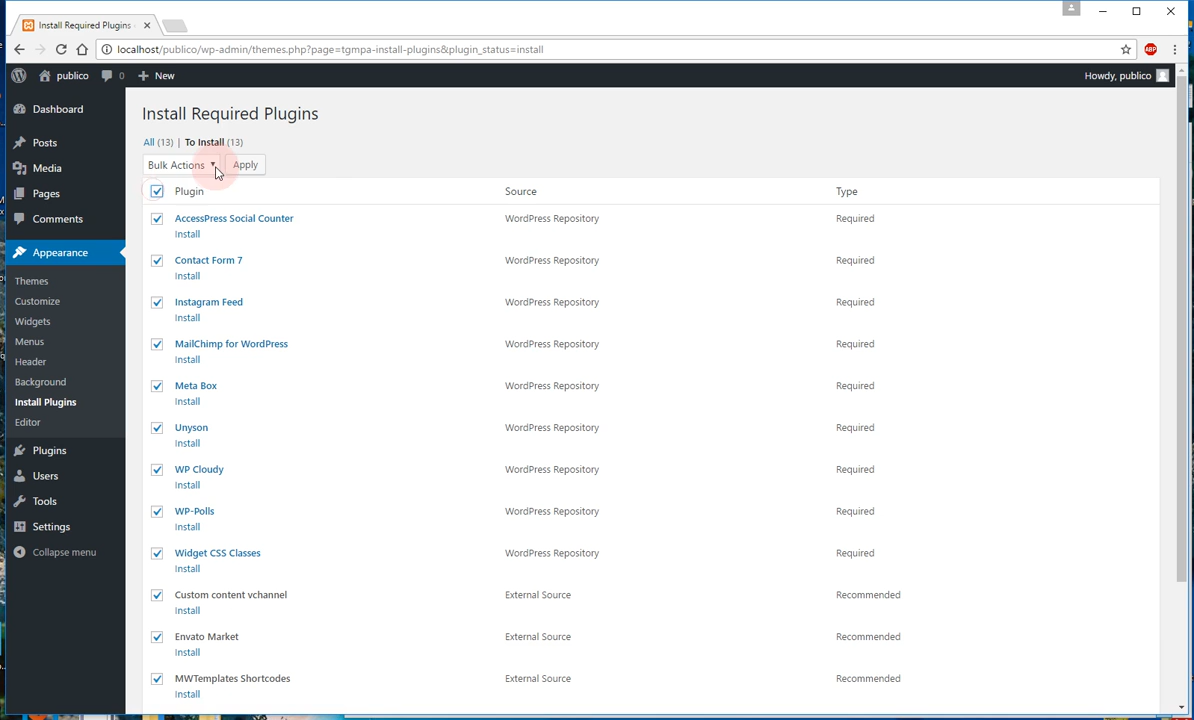 Install Required Plugins
localhost/publico/wp-admin/themes.php?page=tgmpa-install-plugins&plugin_status=install
ABP
publico 0 New Howdy, publico
Dashboard
Posts
Media
Pages
Comments
Appearance
Themes
Customize
Widgets
Menus
Header
Background
Install Plugins
Editor
Plugins
Users
Tools
Settings
Collapse menu
Install Required Plugins
All (13) | To Install (13)
Bulk Actions Apply
Plugin Source Type
AccessPress Social Counter WordPress Repository Required
Install
Contact Form 7 WordPress Repository Required
Install
Instagram Feed WordPress Repository Required
Install
MailChimp for WordPress WordPress Repository Required
Install
Meta Box WordPress Repository Required
Install
Unyson WordPress Repository Required
Install
WP Cloudy WordPress Repository Required
Install
WP-Polls WordPress Repository Required
Install
Widget CSS Classes WordPress Repository Required
Install
Custom content vchannel External Source Recommended
Install
Envato Market External Source Recommended
Install
MWTemplates Shortcodes External Source Recommended
Install